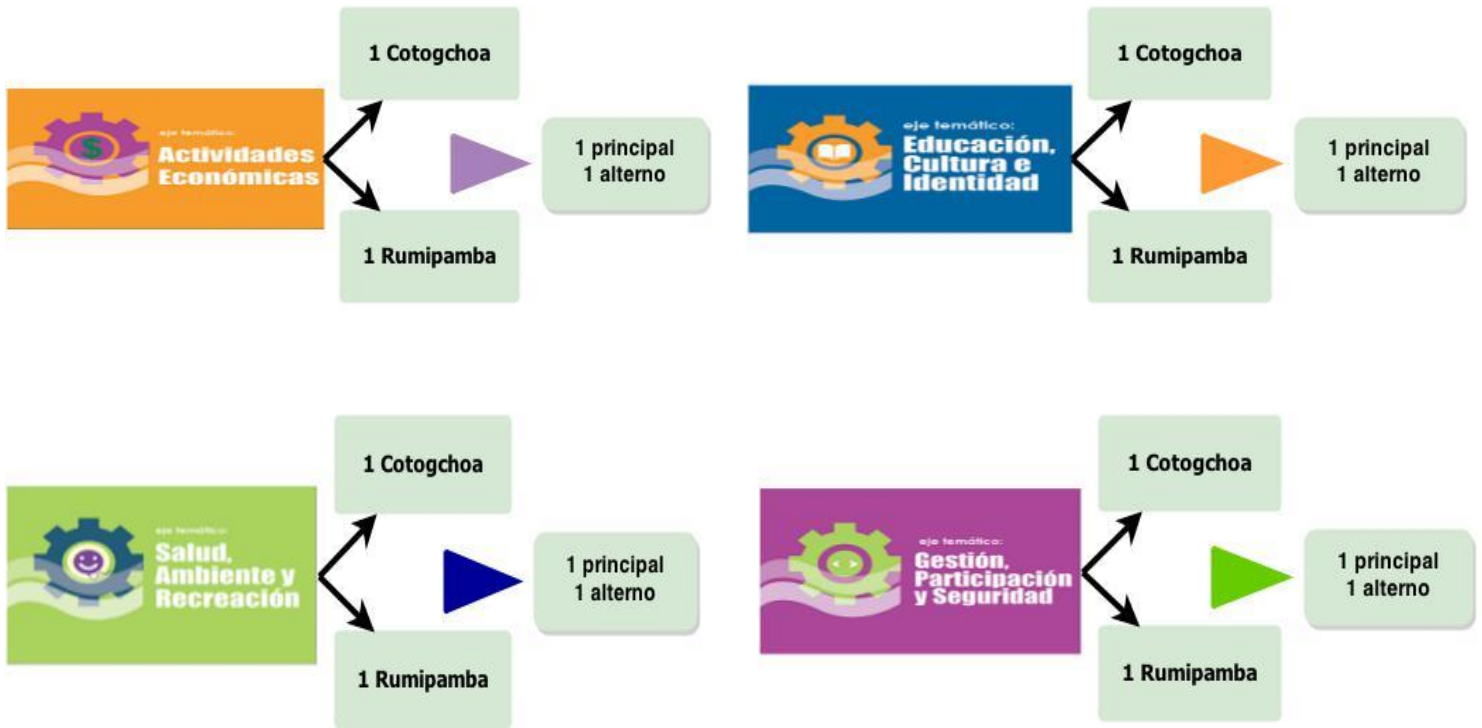 1 Cotogchoa
eje temático:
Actividades
Económicas
$
1 principal
1 alterno
1 Rumipamba
1 Cotogchoa
eje temático:
Educación,
Cultura e
Identidad
1 principal
1 alterno
1 Rumipamba
1 Cotogchoa
eje temático:
Salud,
Ambiente y
Recreación
1 principal
1 alterno
1 Rumipamba
1 Cotogchoa
eje temático:
Gestión,
Participación
y Seguridad
1 principal
1 alterno
1 Rumipamba